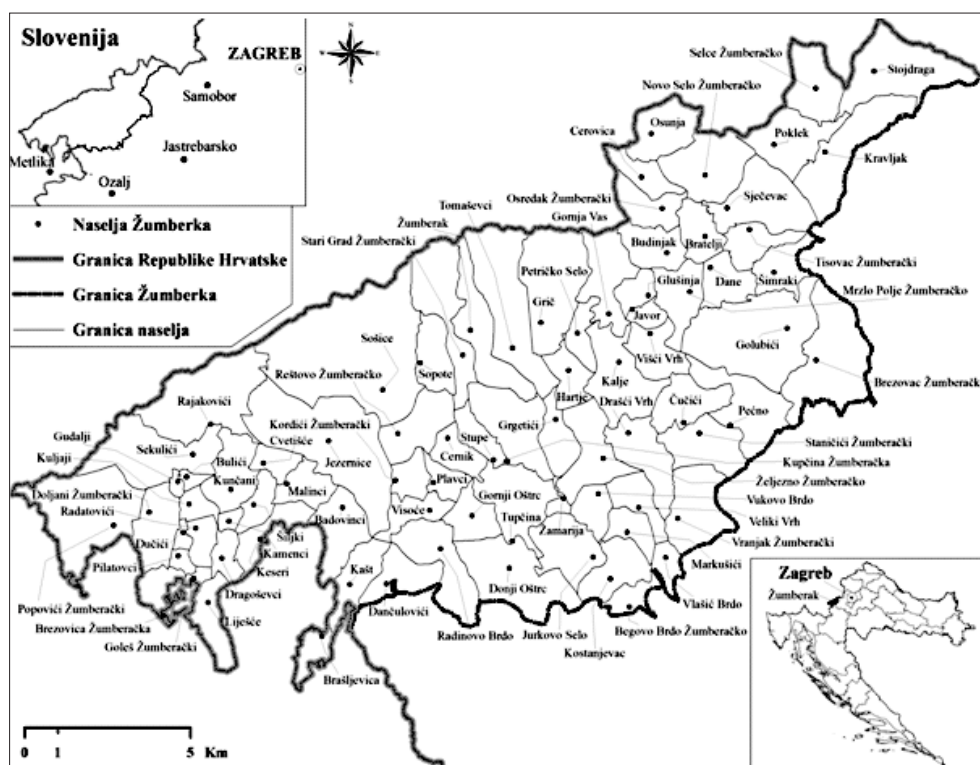 Slovenija
ZAGREB
Samobor
Jastrebarsko
Metlika
Ozalj
Naselja Žumberka
Granica Republike Hrvatske
Granica Žumberka
Granica naselja
W
E
Selce Žumberačko
Stojdraga
Novo Selo Žumberačko
Osunja
Poklek
Cerovica
Kravljak
Osredak Žumberački
Sječevac
Tomaševci
Gornja Vas
Žumberak
Stari Grad Žumberački
Budinjak
Bratelji
Tisovac Žumberački
Petričko Selo
Glušinja
Dane
Šimraki
Mrzlo Polje Žumberačko
Grič
Javor
Sošice
Golubići
Višći Vrh
Reštovo Žumberačko
Sopote
Kalje
Brezovac Žumberačk
Hartje
Drašći Vrh
Čučići
Pećno
Rajakovići
Kordići Žumberački
Grgetići
Gudalji
Cvetišče
Stupe
Staničići Žumberački
Sekulići
Kuljaji
Bulići
Jezernice
Cernik
Kupčina Žumberačka
Doljani Žumberački
Kunčani
Malinci
Plavci
Željezno Žumberačko
Radatovići
Badovinci
Visoče
Gornji Oštrc
Vukovo Brdo
Tupčina
Zamarija
Veliki Vrh
Dučići
Šiljki
Vranjak Žumberački
Pilatovci
Kamenci
Kašt
Keseri
Markušići
Zagreb
Popovići Žumberački
Dragoševci
Donji Oštrc
Žumberak
Brezovica Žumberačka
Liješće
Dančulovići
Vlašić Brdo
Goleš Žumberački
Radinovo Brdo
Jurkovo Selo
Begovo Brdo Žumberačko
Kostanjevac
Brašljevica
0 1 5 Km